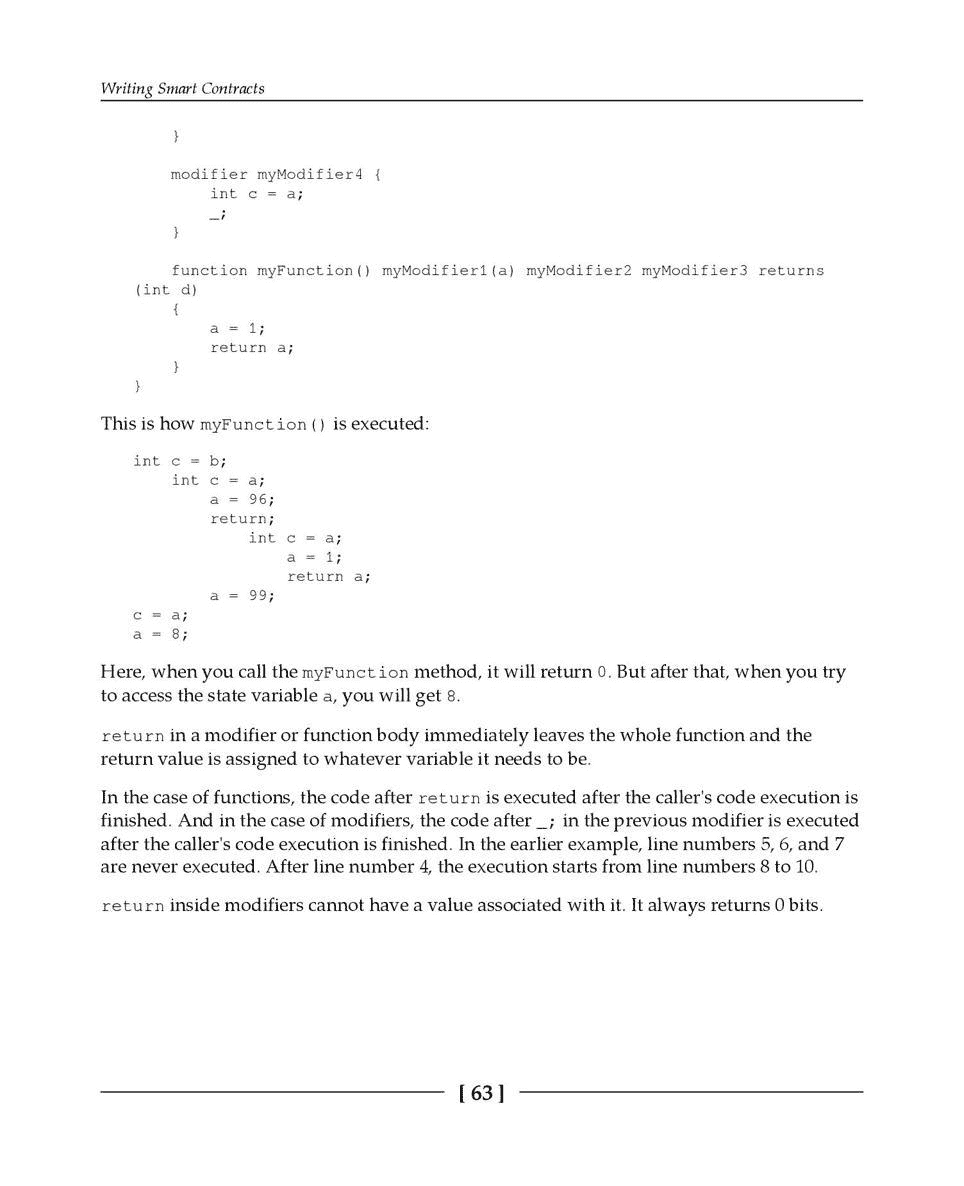 Writing Smart Contracts
}
modifier myModifier4 {
int c = a;
_;
}
function myFunction() myModifier1(a) myModifier2 myModifier3 returns
(int d)
{
a = 1;
return a;
}
}
This is how myFunction() is executed:
int c = b;
int c = a;
a = 96;
return;
int c = a;
a = 1;
return a;
a = 99;
c = a;
a = 8;
Here, when you call the myFunction method, it will return 0. But after that, when you try
to access the state variable a, you will get 8.
return in a modifier or function body immediately leaves the whole function and the
return value is assigned to whatever variable it needs to be.
In the case of functions, the code after return is executed after the caller's code execution is
finished. And in the case of modifiers, the code after _; in the previous modifier is executed
after the caller's code execution is finished. In the earlier example, line numbers 5, 6, and 7
are never executed. After line number 4, the execution starts from line numbers 8 to 10.
return inside modifiers cannot have a value associated with it. It always returns 0 bits.
[ 63 ]